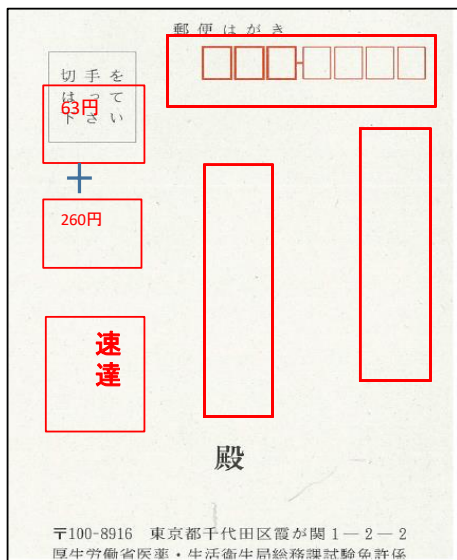 郵便はがき
切手を
はって
下さい
63円
260円
速達
殿
〒100-8916 東京都千代田区霞が関1－2－2
厚生労働省医薬・生活衛生局総務課試験免許係